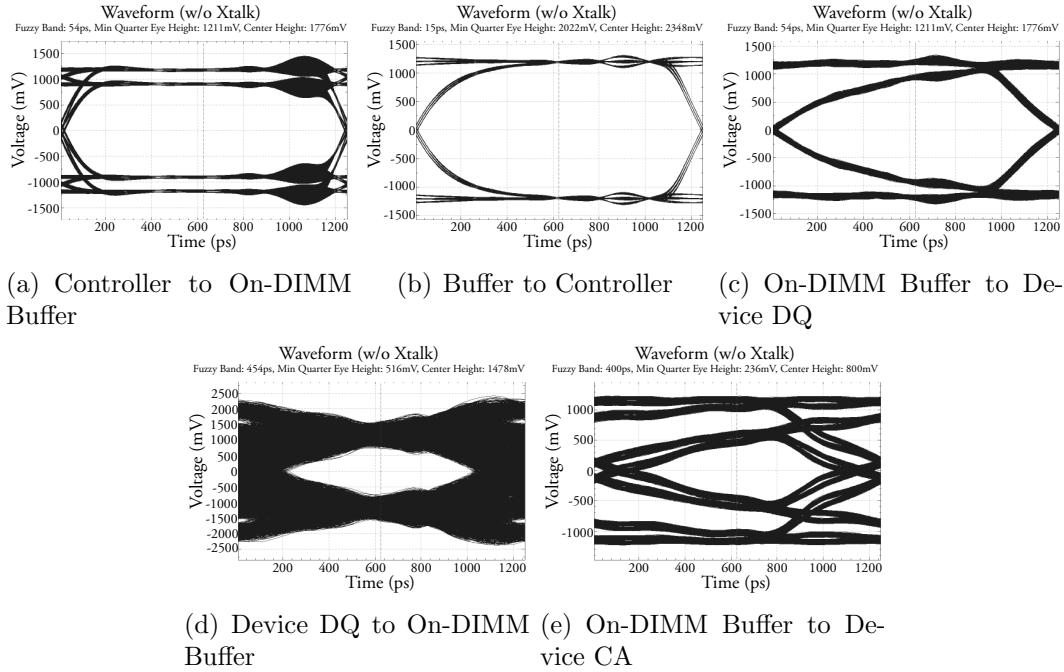 Waveform (w/o Xtalk)
Fuzzy Band: 54ps, Min Quarter Eye Height: 1211mV, Center Height: 1776mV
Voltage (mV)
1500
1000
500
0
-500
-1000
-1500
200 400 600 800 1000 1200
Time (ps)
(a) Controller to On-DIMM
Buffer
Waveform (w/o Xtalk)
Fuzzy Band: 15ps, Min Quarter Eye Height: 2022mV, Center Height: 2348mV
Voltage (mV)
1500
1000
500
0
-500
-1000
-1500
200 400 600 800 1000 1200
Time (ps)
(b) Buffer to Controller
Waveform (w/o Xtalk)
Fuzzy Band: 54ps, Min Quarter Eye Height: 1211mV, Center Height: 1776mV
Voltage (mV)
1500
1000
500
0
-500
-1000
-1500
200 400 600 800 1000 1200
Time (ps)
(c) On-DIMM Buffer to De-
vice DQ
Waveform (w/o Xtalk)
Fuzzy Band: 454ps, Min Quarter Eye Height: 516mV, Center Height: 1478mV
Voltage (mV)
2500
2000
1500
1000
500
0
-500
-1000
-1500
-2000
-2500
200 400 600 800 1000 1200
Time (ps)
(d) Device DQ to On-DIMM
Buffer
Waveform (w/o Xtalk)
Fuzzy Band: 400ps, Min Quarter Eye Height: 236mV, Center Height: 800mV
Voltage (mV)
1000
500
0
-500
-1000
200 400 600 800 1000 1200
Time (ps)
(e) On-DIMM Buffer to De-
vice CA